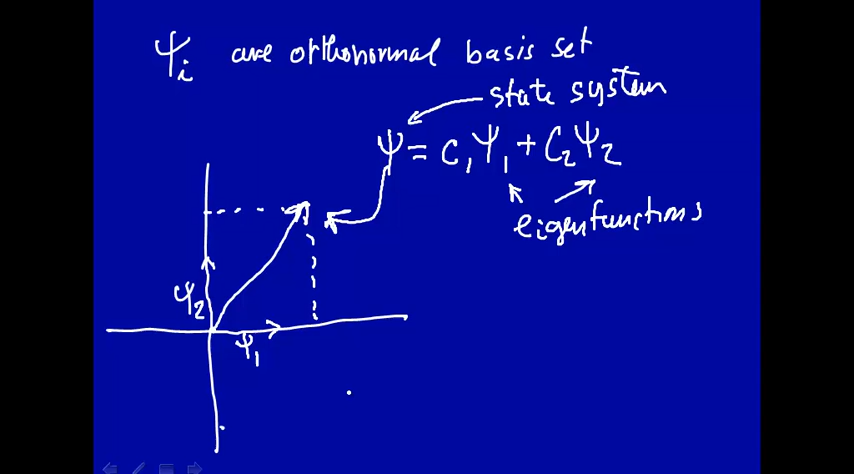 Ψi are orthonormal basis set
state system
Ψ = C1Ψ1 + C2Ψ2
eigenfunctions
Ψ2
Ψ1